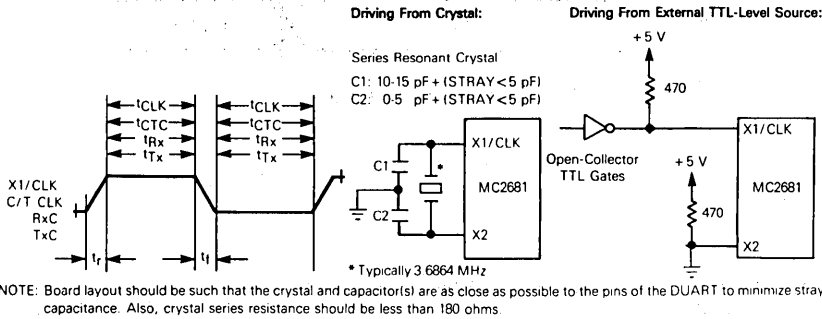 Driving From Crystal:
Series Resonant Crystal
C1: 10-15 pF + (STRAY<5 pF)
C2: 0-5 pF + (STRAY<5 pF)
Driving From External TTL-Level Source:
+5 V
470
tCLK tCLK
tCTC tCTC
tRx tRx
tTx tTx
X1/CLK
C/T CLK
RxC
TxC
tr tf
C1
C2
*
X1/CLK
MC2681
X2
* Typically 3 6864 MHz
Open-Collector
TTL Gates
+5 V
470
X1/CLK
MC2681
X2
NOTE: Board layout should be such that the crystal and capacitor(s) are as close as possible to the pins of the DUART to minimize stray
capacitance. Also, crystal series resistance should be less than 180 ohms.